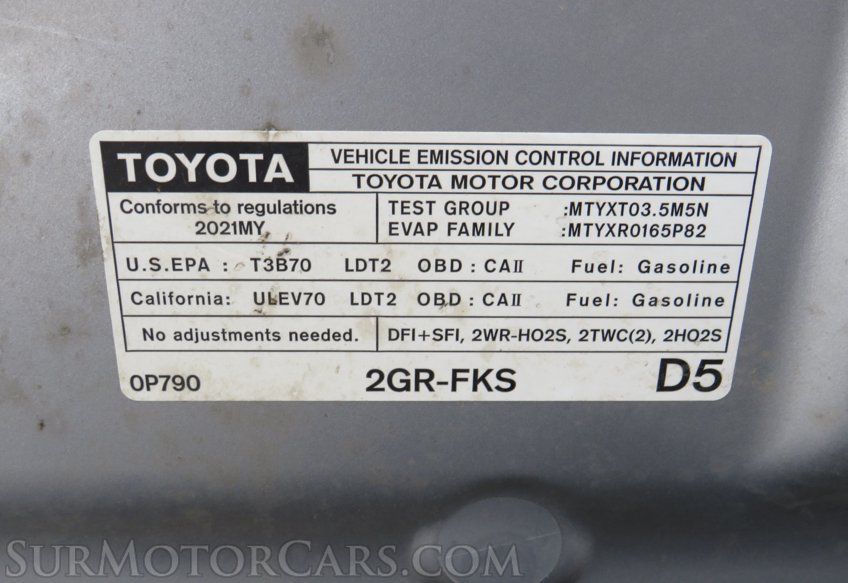 TOYOTA
VEHICLE EMISSION CONTROL INFORMATION
TOYOTA MOTOR CORPORATION
Conforms to regulations
2021MY
TEST GROUP :MTYXT03.5M5N
EVAP FAMILY :MTYXR0165P82
U.S.EPA : T3B70 LDT2 OBD : CAII Fuel: Gasoline
California: ULEV70 LDT2 OBD : CAII Fuel: Gasoline
No adjustments needed. DFI+SFI, 2WR-HO2S, 2TWC(2), 2HO2S
0P790 2GR-FKS D5
SURMOTORCARS.COM